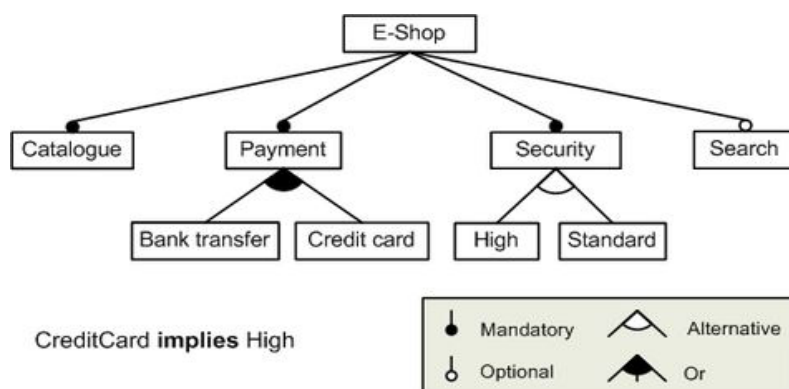 E-Shop
Catalogue
Payment
Security
Search
Bank transfer
Credit card
High
Standard
CreditCard implies High
Mandatory
Alternative
Optional
Or